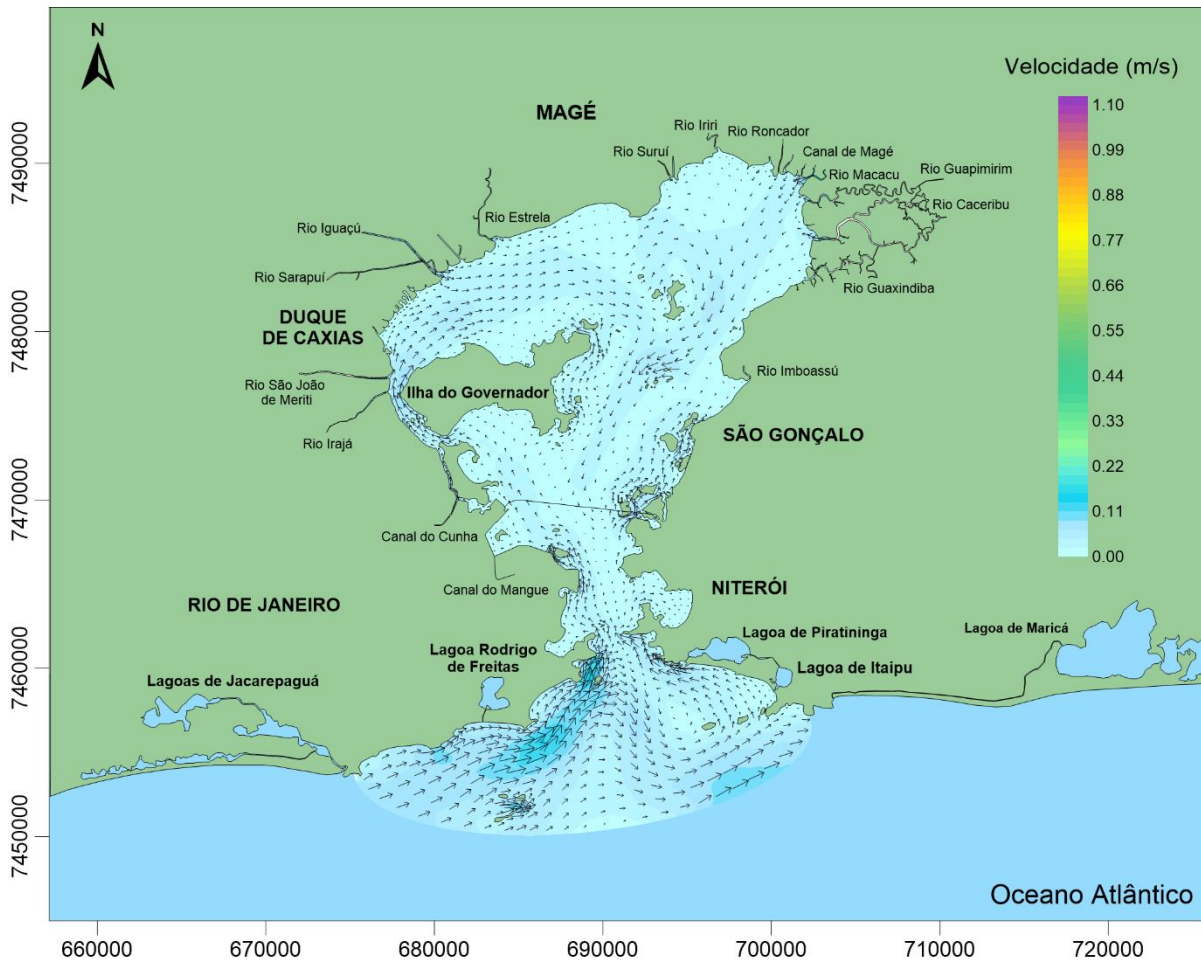 N
Velocidade (m/s)
1.10
0.99
0.88
0.77
0.66
0.55
0.44
0.33
0.22
0.11
0.00
MAGÉ
Rio Iriri
Rio Roncador
Rio Suruí
Canal de Magé
Rio Macacu
Rio Guapimirim
Rio Caceribu
Rio Estrela
Rio Iguaçú
Rio Sarapuí
Rio Guaxindiba
DUQUE
DE CAXIAS
Rio São João
de Meriti
Ilha do Governador
Rio Imboassú
Rio Irajá
SÃO GONÇALO
Canal do Cunha
Canal do Mangue
NITERÓI
RIO DE JANEIRO
Lagoa Rodrigo
de Freitas
Lagoa de Piratininga
Lagoa de Itaipu
Lagoa de Maricá
Lagoas de Jacarepaguá
Oceano Atlântico
7490000
7480000
7470000
7460000
7450000
660000
670000
680000
690000
700000
710000
720000